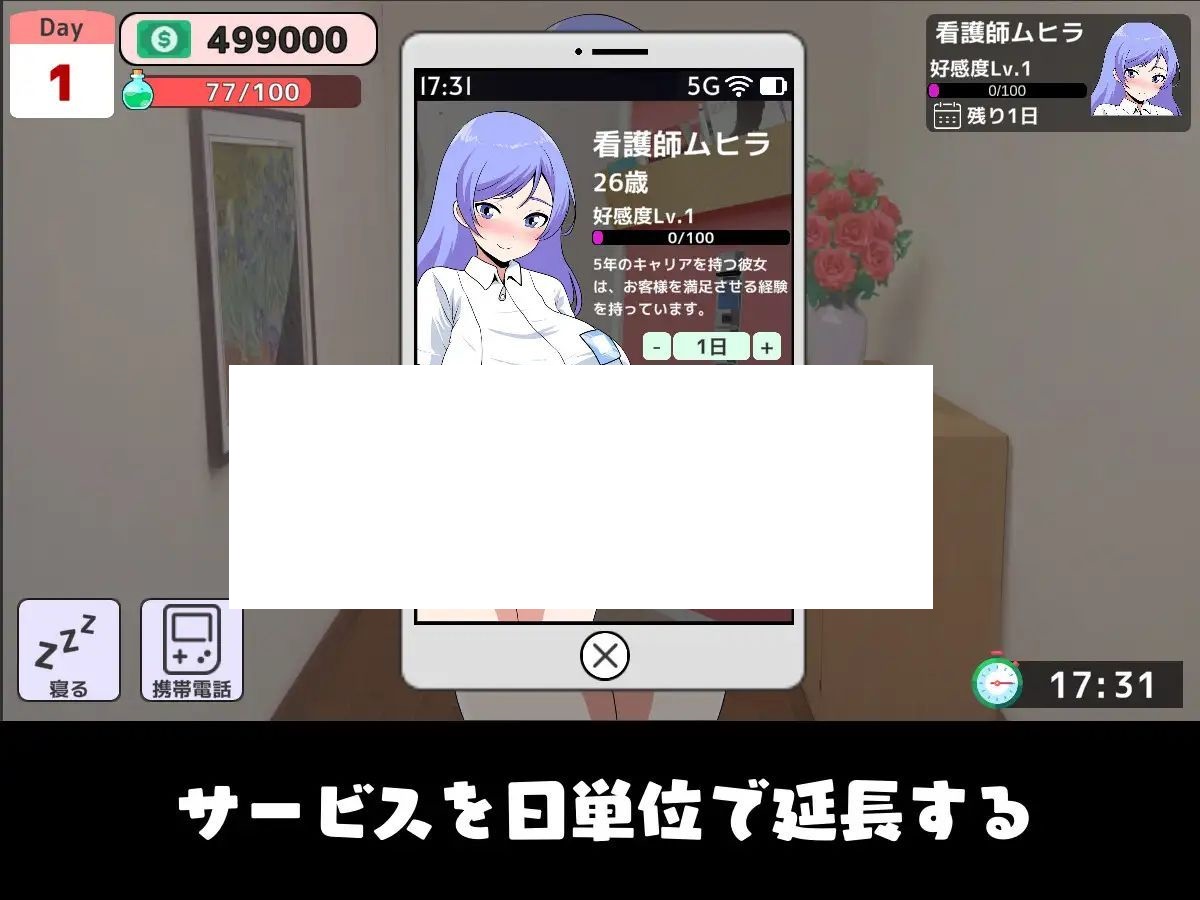 Day
1
499000
77/100
看護師ムヒラ
好感度Lv.1
0/100
残り1日
17:31
5G
看護師ムヒラ
26歳
好感度Lv.1
0/100
5年のキャリアを持つ彼女
は、お客様を満足させる経験
を持っています。
- 1日 +
zzz
寝る
携帯電話
17:31
サービスを日単位で延長する